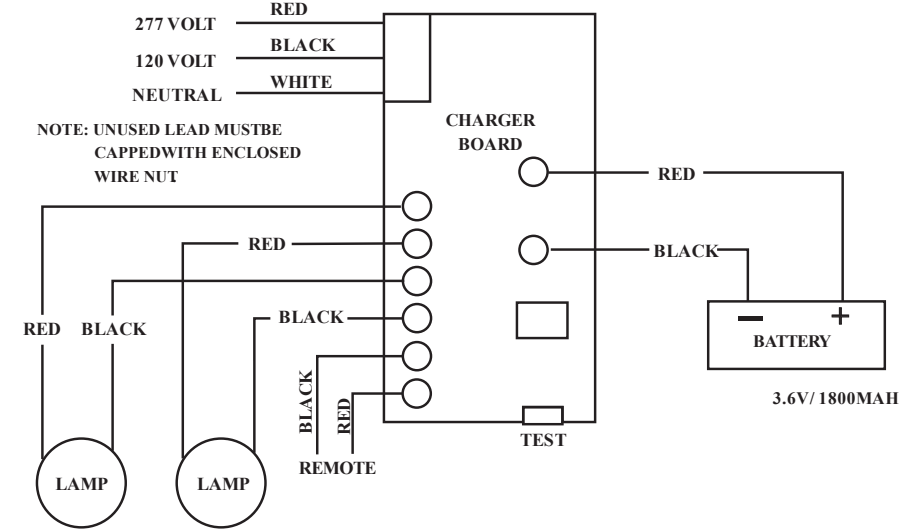 RED
277 VOLT
BLACK
120 VOLT
WHITE
NEUTRAL
NOTE: UNUSED LEAD MUSTBE
CAPPEDWITH ENCLOSED
WIRE NUT
CHARGER
BOARD
RED
RED
BLACK
RED
BLACK
BLACK
BLACK
RED
REMOTE
TEST
BATTERY
3.6V/ 1800MAH
LAMP
LAMP